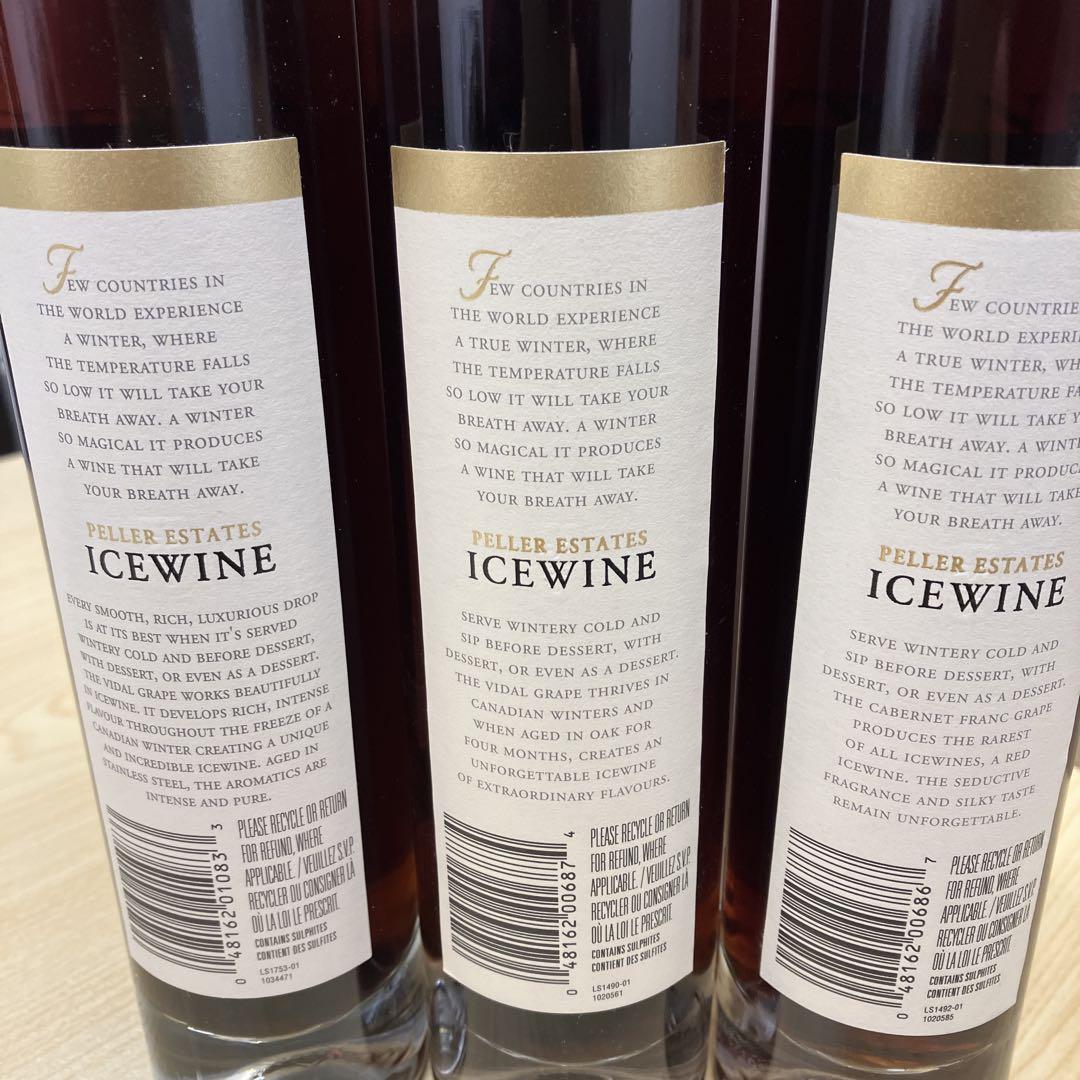 Few countries in
the world experience
a winter, where
the temperature falls
so low it will take your
breath away. A winter
so magical it produces
a wine that will take
your breath away.
PELLER ESTATES
ICEWINE
Every smooth, rich, luxurious drop
is at its best when it's served
wintery cold and before dessert,
with dessert, or even as a dessert.
The Vidal grape works beautifully
in icewine. It develops rich, intense
flavour throughout the freeze of a
Canadian winter creating a unique
and incredible icewine. Aged in
stainless steel, the aromatics are
intense and pure.
0 48162 01083 3
PLEASE RECYCLE OR RETURN
FOR REFUND, WHERE
APPLICABLE. / VEUILLEZ S.V.P.
RECYCLER OU CONSIGNER LÀ
OÙ LA LOI LE PRESCRIT.
CONTAINS SULPHITES
CONTIENT DES SULFITES
LS1753-01
1034471
Few countries in
the world experience
a true winter, where
the temperature falls
so low it will take your
breath away. A winter
so magical it produces
a wine that will take
your breath away.
PELLER ESTATES
ICEWINE
Serve wintery cold and
sip before dessert, with
dessert, or even as a dessert.
The Vidal grape thrives in
Canadian winters and
when aged in oak for
four months, creates an
unforgettable icewine
of extraordinary flavours.
0 48162 00687 4
PLEASE RECYCLE OR RETURN
FOR REFUND, WHERE
APPLICABLE. / VEUILLEZ S.V.P.
RECYCLER OU CONSIGNER LÀ
OÙ LA LOI LE PRESCRIT.
CONTAINS SULPHITES
CONTIENT DES SULFITES
LS1490-01
1020561
Few countrie
the world experi
a true winter, wh
the temperature fa
so low it will take y
breath away. A wint
so magical it produc
a wine that will take
your breath away.
PELLER ESTATES
ICEWINE
Serve wintery cold and
sip before dessert, with
dessert, or even as a dessert.
The Cabernet Franc grape
produces the rarest
of all icewines, a red
icewine. The seductive
fragrance and silky taste
remain unforgettable.
0 48162 00686 7
PLEASE RECYCLE OR RETURN
FOR REFUND, WHERE
APPLICABLE. / VEUILLEZ S.V.P.
RECYCLER OU CONSIGNER LÀ
OÙ LA LOI LE PRESCRIT.
CONTAINS SULPHITES
CONTIENT DES SULFITES
LS1492-01
1020585